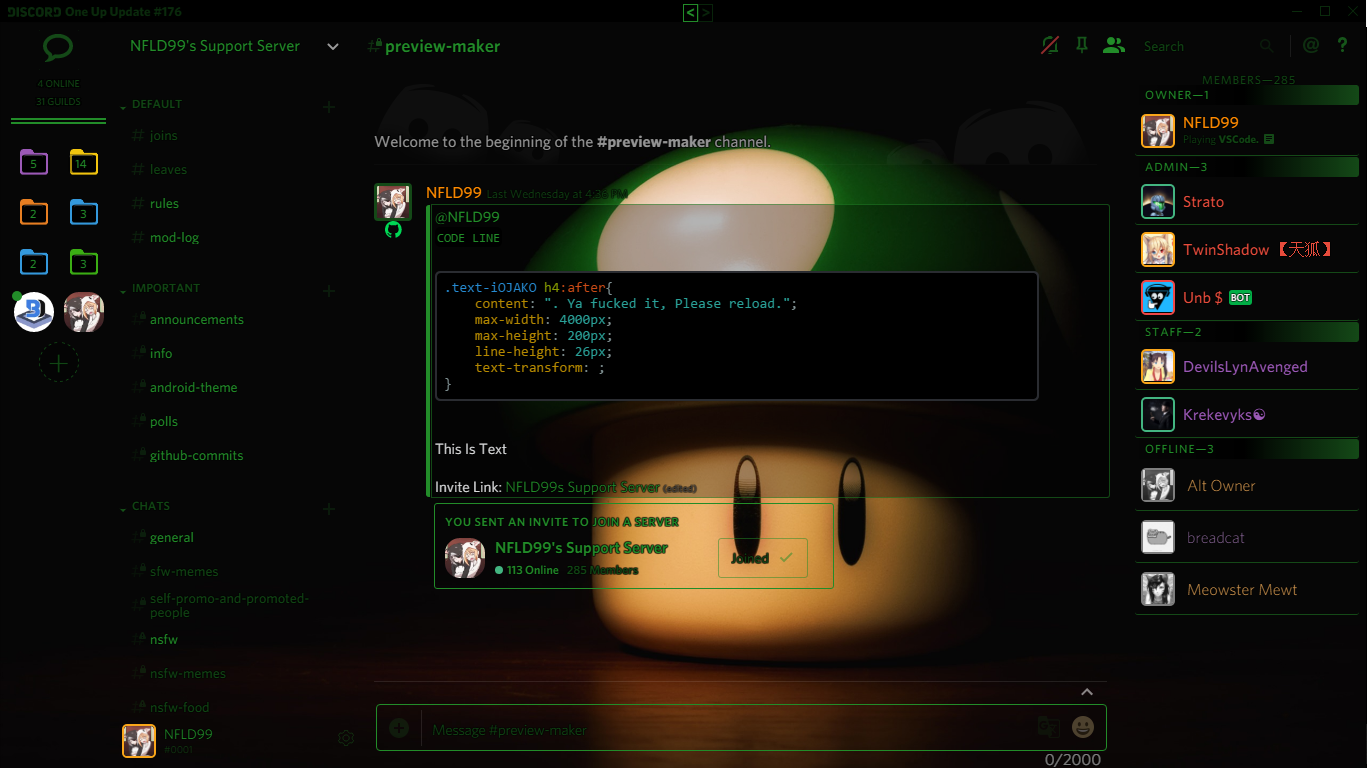 DISCORD One Up Update #176
< >
4 ONLINE
31 GUILDS
5
14
2
3
2
3
NFLD99's Support Server
DEFAULT
# joins
# leaves
# rules
# mod-log
IMPORTANT
announcements
info
android-theme
polls
github-commits
CHATS
general
sfw-memes
self-promo-and-promoted-
people
nsfw
nsfw-memes
nsfw-food
NFLD99
#0001
#preview-maker
Search
@ ?
Welcome to the beginning of the #preview-maker channel.
NFLD99 Last Wednesday at 4:26 PM
@NFLD99
CODE LINE
.text-iOJAKO h4:after{
content: ". Ya fucked it, Please reload.";
max-width: 4000px;
max-height: 200px;
line-height: 26px;
text-transform: ;
}
This Is Text
Invite Link: NFLD99s Support Server (edited)
YOU SENT AN INVITE TO JOIN A SERVER
NFLD99's Support Server
113 Online 285 Members
Joined
Message #preview-maker
0/2000
MEMBERS—285
OWNER—1
NFLD99
Playing VSCode.
ADMIN—3
Strato
TwinShadow 【天狐】
Unb $ BOT
STAFF—2
DevilsLynAvenged
Krekevyks☯
OFFLINE—3
Alt Owner
breadcat
Meowster Mewt